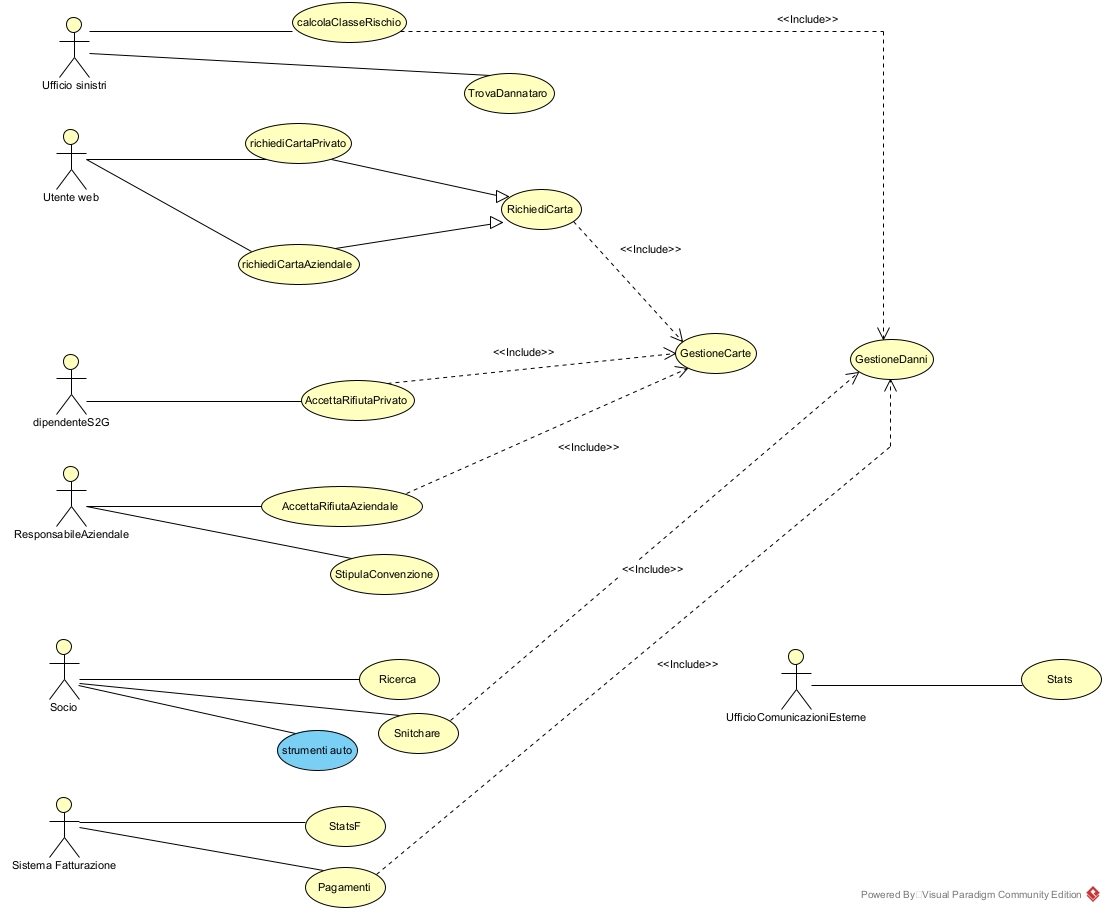 calcolaClasseRischio
<<Include>>
Ufficio sinistri
TrovaDannataro
richiediCartaPrivato
Utente web
RichiediCarta
<<Include>>
richiediCartaAziendale
<<Include>>
GestioneCarte
GestioneDanni
AccettaRifiutaPrivato
dipendenteS2G
<<Include>>
AccettaRifiutaAziendale
ResponsabileAziendale
StipulaConvenzione
<<Include>>
<<Include>>
Ricerca
Stats
Socio
UfficioComunicazioniEsterne
Snitchare
strumenti auto
StatsF
Sistema Fatturazione
Pagamenti
Powered By Visual Paradigm Community Edition